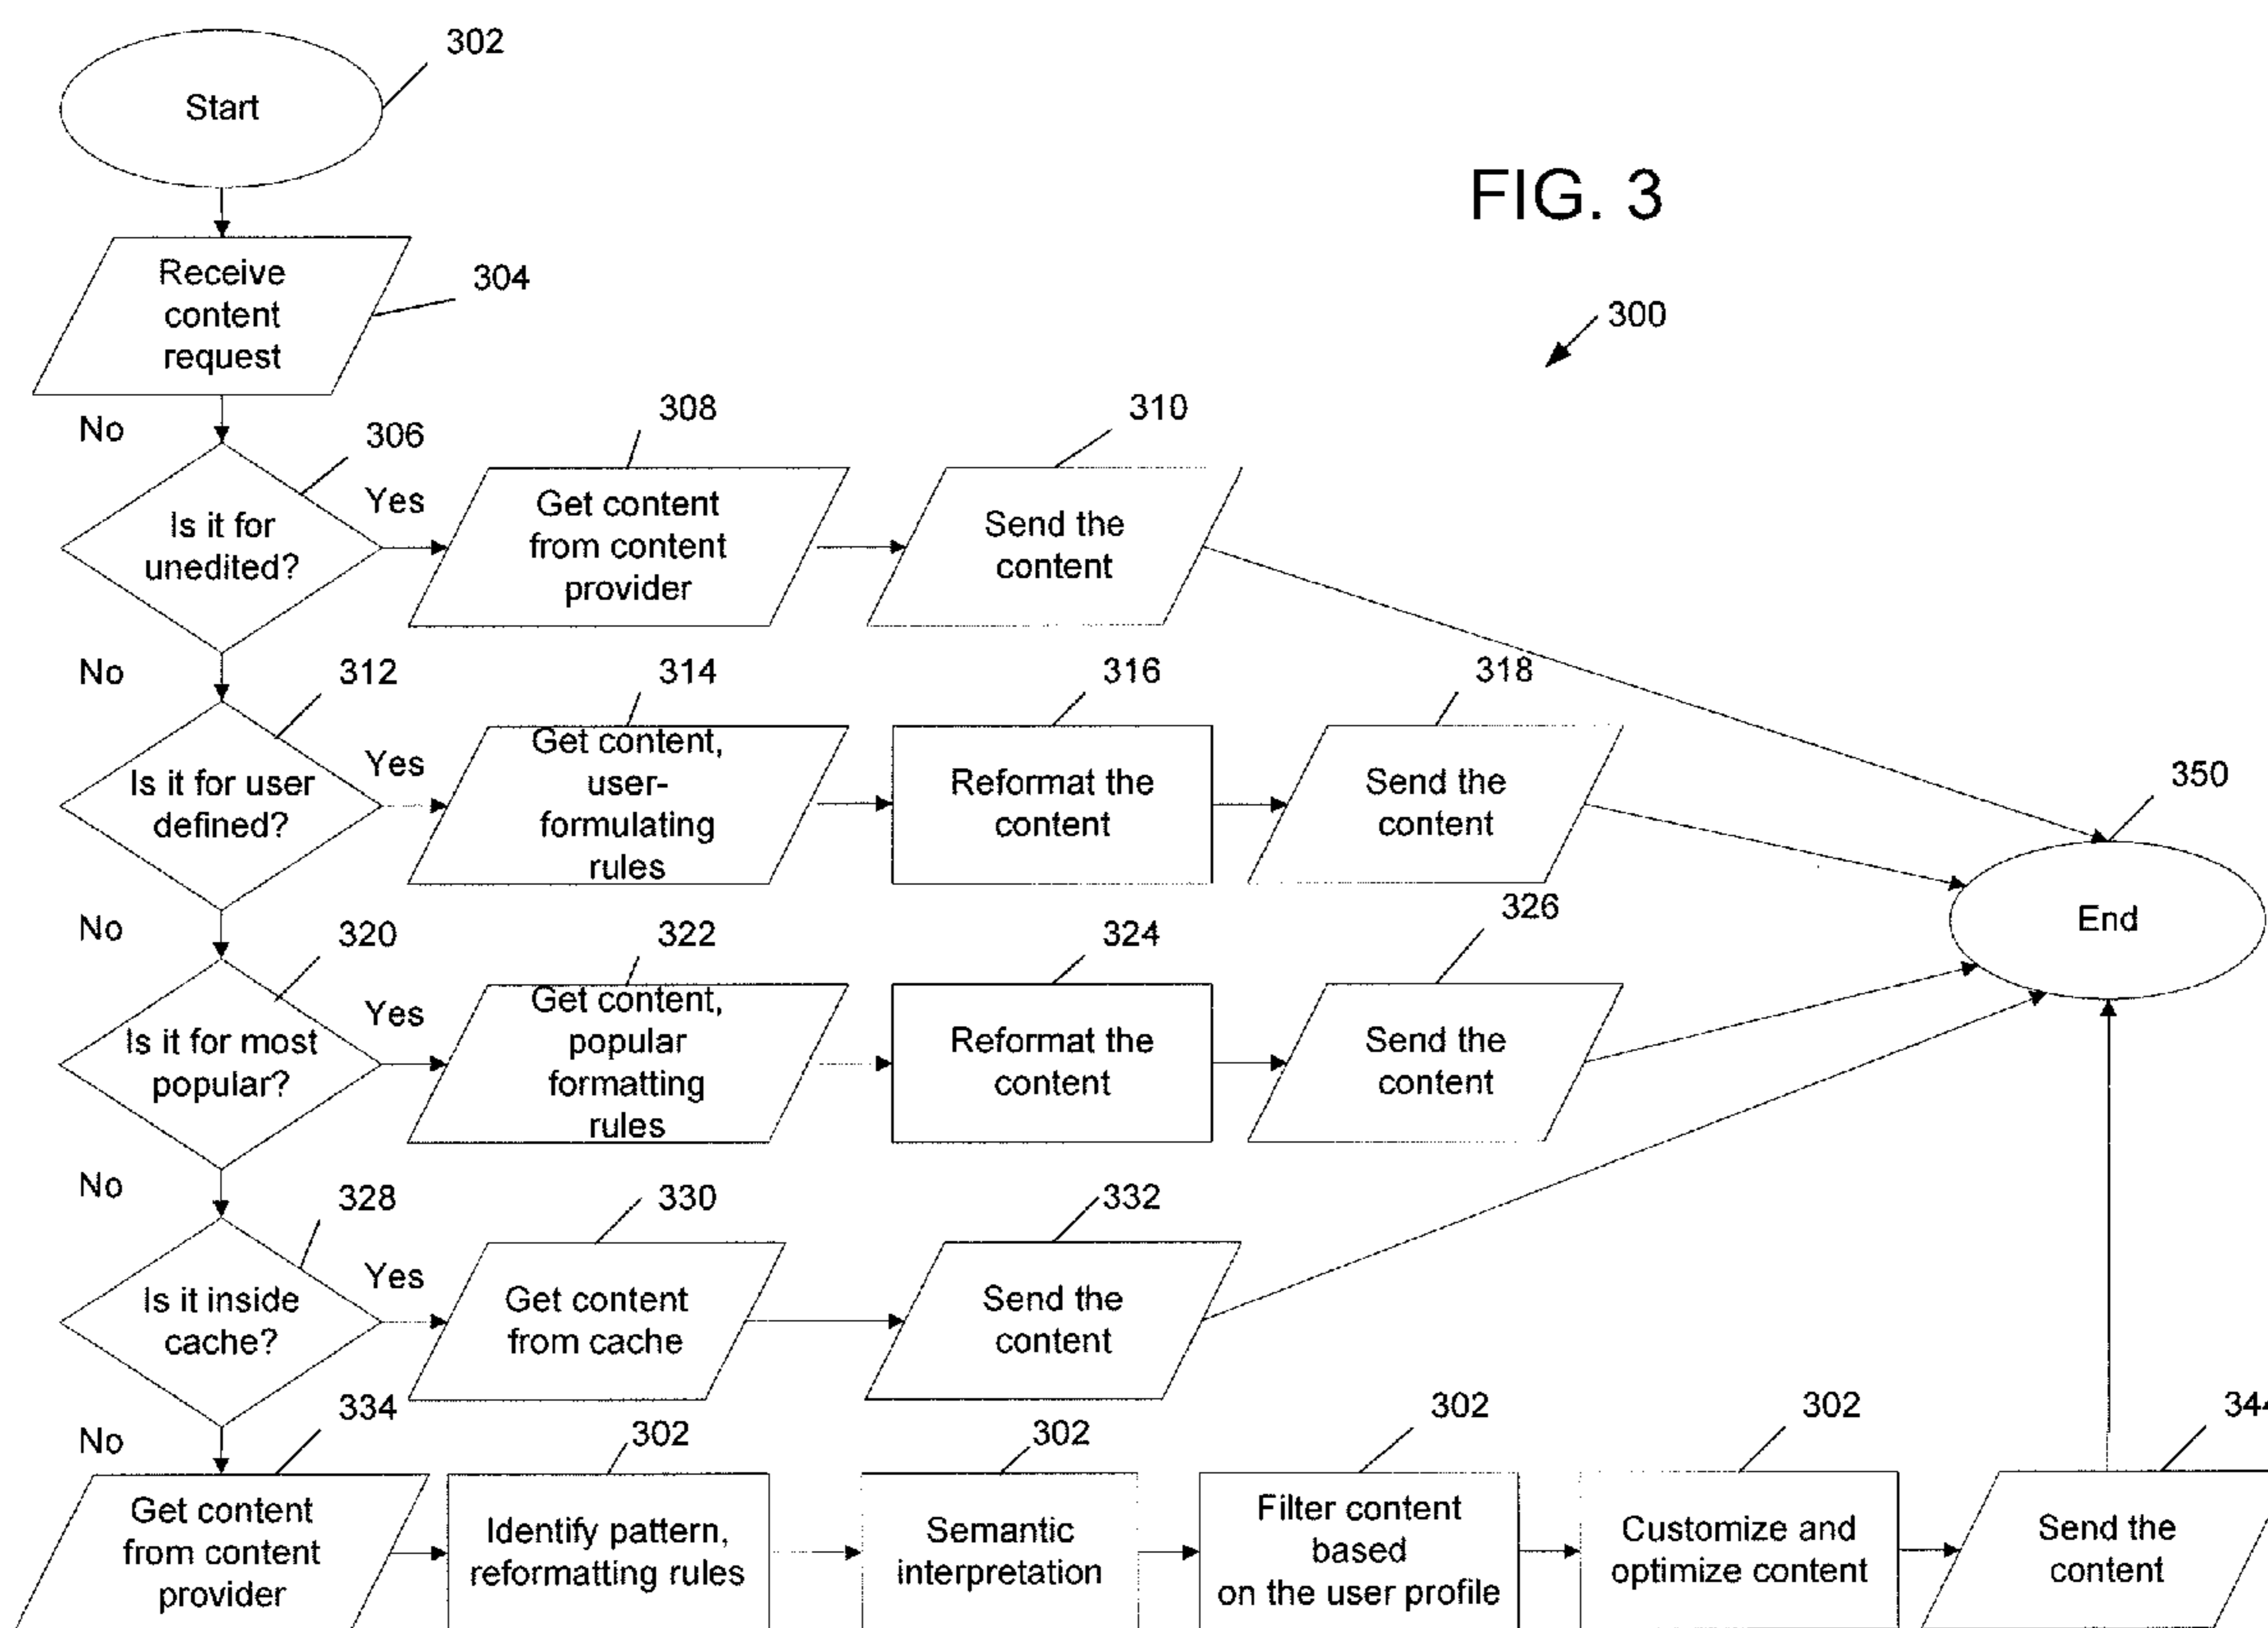 302
Start
FIG. 3
Receive
content
request
304
300
No
306
308
310
Is it for
unedited?
Yes
Get content
from content
provider
Send the
content
No
312
314
316
318
Is it for user
defined?
Yes
Get content,
user-
formulating
rules
Reformat the
content
Send the
content
350
End
No
320
322
324
326
Is it for most
popular?
Yes
Get content,
popular
formatting
rules
Reformat the
content
Send the
content
No
328
330
332
Is it inside
cache?
Yes
Get content
from cache
Send the
content
No
334
302
302
302
302
344
Get content
from content
provider
Identify pattern,
reformatting rules
Semantic
interpretation
Filter content
based
on the user profile
Customize and
optimize content
Send the
content